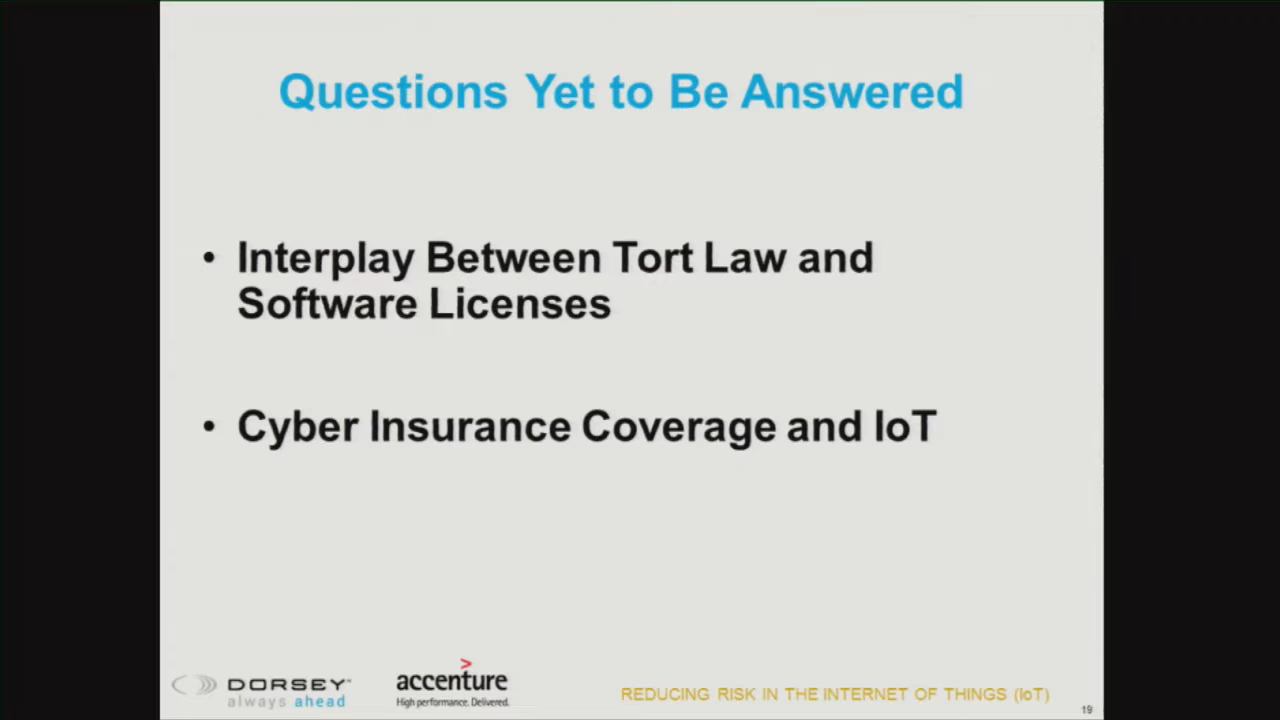 Questions Yet to Be Answered
• Interplay Between Tort Law and
Software Licenses
• Cyber Insurance Coverage and IoT
DORSEY™
always ahead
>
accenture
High performance. Delivered.
REDUCING RISK IN THE INTERNET OF THINGS (IoT)
19